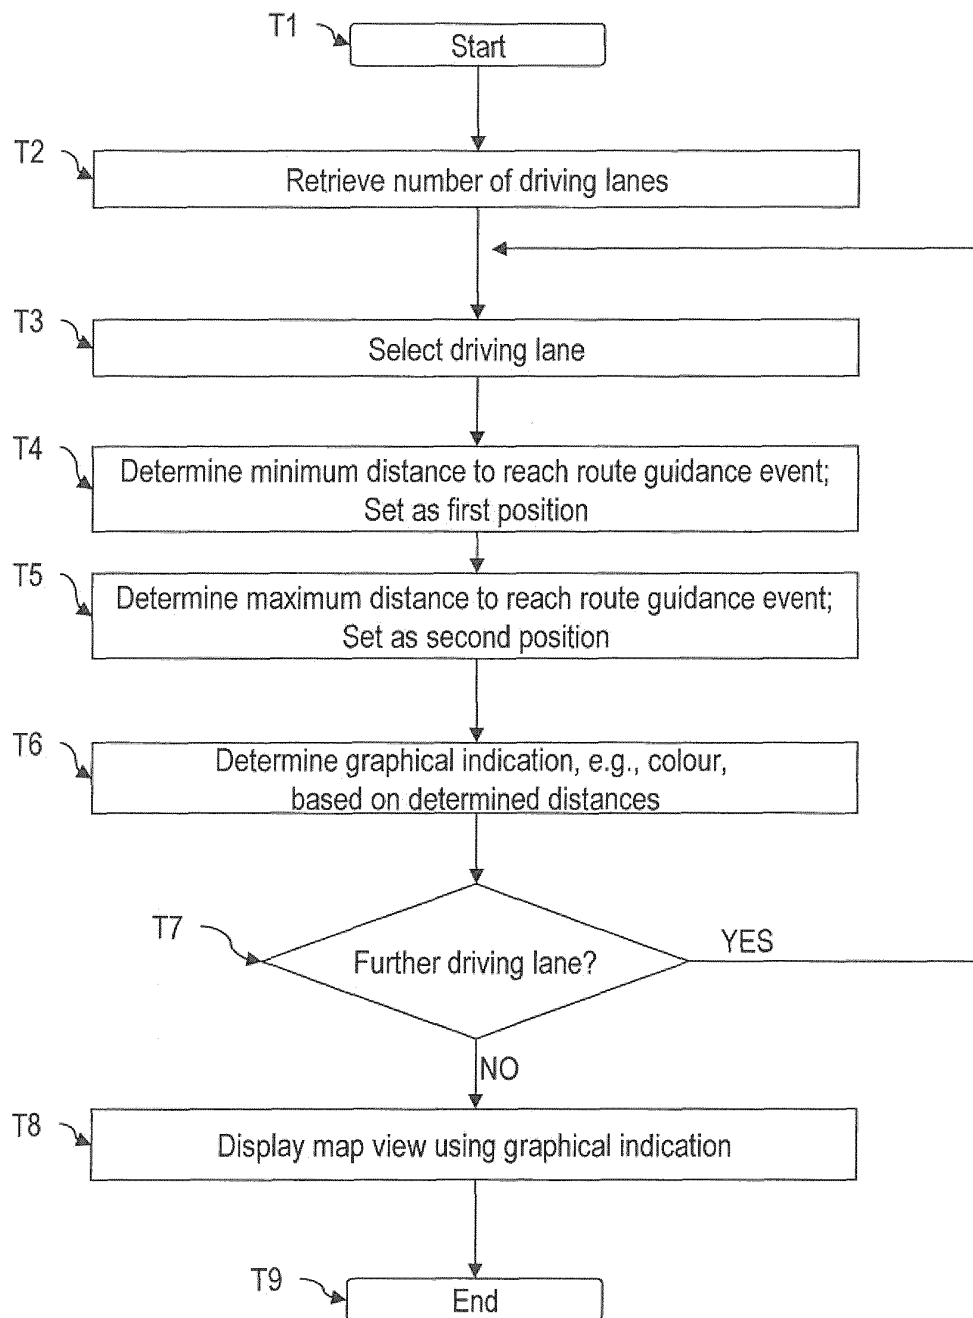 T1
Start
T2
Retrieve number of driving lanes
T3
Select driving lane
T4
Determine minimum distance to reach route guidance event;
Set as first position
T5
Determine maximum distance to reach route guidance event;
Set as second position
T6
Determine graphical indication, e.g., colour,
based on determined distances
T7
Further driving lane?
YES
NO
T8
Display map view using graphical indication
T9
End